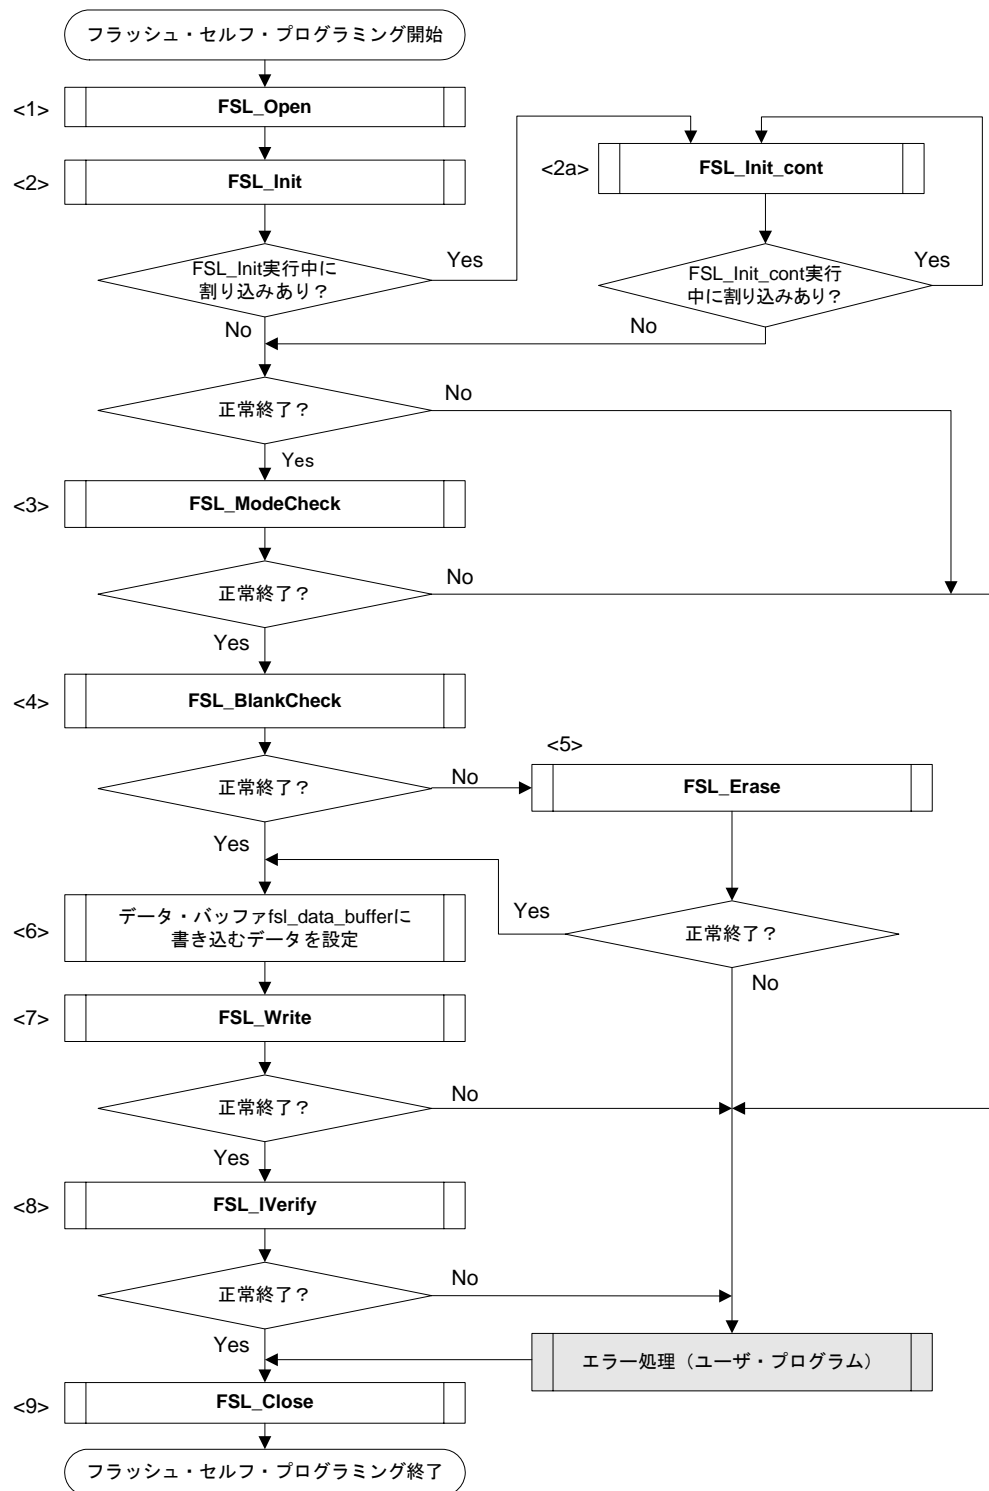 フラッシュ・セルフ・プログラミング開始
<1>
FSL_Open
<2>
FSL_Init
<2a>
FSL_Init_cont
FSL_Init実行中に
割り込みあり？
Yes
No
FSL_Init_cont実行
中に割り込みあり？
Yes
No
正常終了？
No
Yes
<3>
FSL_ModeCheck
正常終了？
No
Yes
<4>
FSL_BlankCheck
正常終了？
No
Yes
<5>
FSL_Erase
正常終了？
Yes
No
<6>
データ・バッファfsl_data_bufferに
書き込むデータを設定
<7>
FSL_Write
正常終了？
No
Yes
<8>
FSL_IVerify
正常終了？
No
Yes
エラー処理（ユーザ・プログラム）
<9>
FSL_Close
フラッシュ・セルフ・プログラミング終了